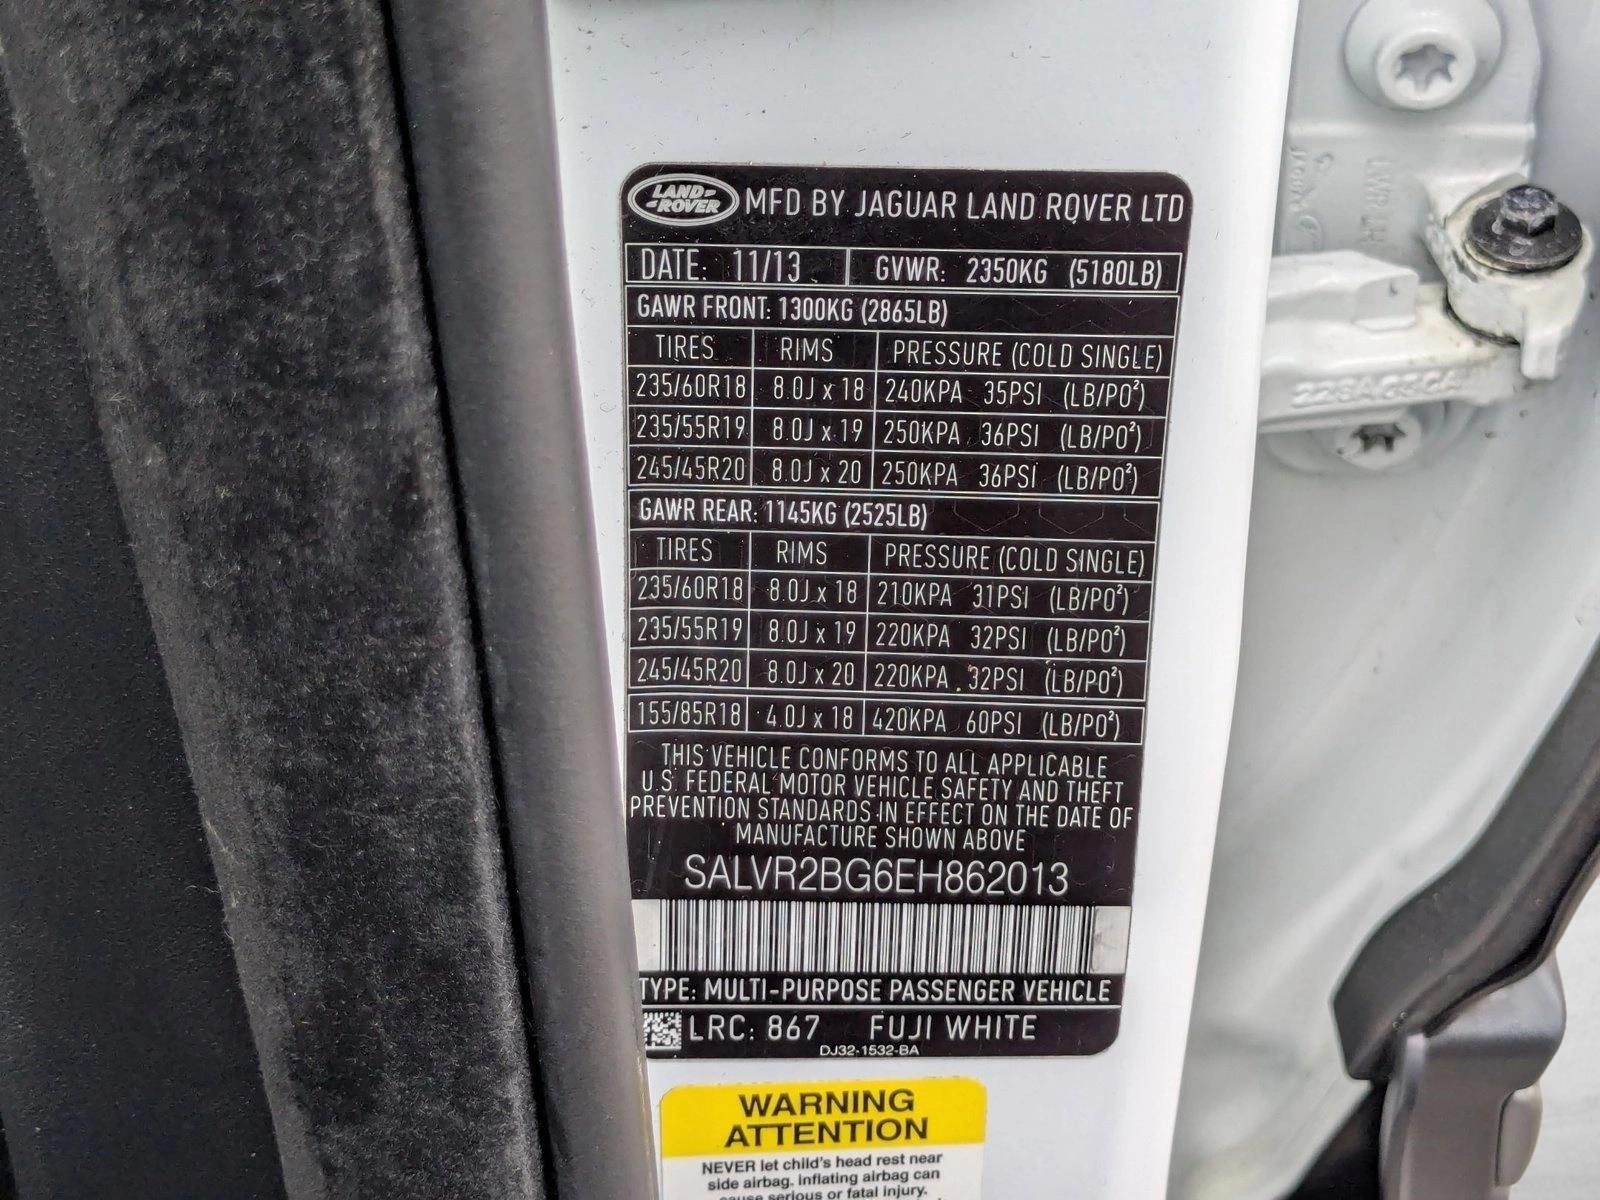 LAND-
-ROVER
MFD BY JAGUAR LAND ROVER LTD
DATE: 11/13 GVWR: 2350KG (5180LB)
GAWR FRONT: 1300KG (2865LB)
TIRES RIMS PRESSURE (COLD SINGLE)
235/60R18 8.0J x 18 240KPA 35PSI (LB/PO²)
235/55R19 8.0J x 19 250KPA 36PSI (LB/PO²)
245/45R20 8.0J x 20 250KPA 36PSI (LB/PO²)
GAWR REAR: 1145KG (2525LB)
TIRES RIMS PRESSURE (COLD SINGLE)
235/60R18 8.0J x 18 210KPA 31PSI (LB/PO²)
235/55R19 8.0J x 19 220KPA 32PSI (LB/PO²)
245/45R20 8.0J x 20 220KPA 32PSI (LB/PO²)
155/85R18 4.0J x 18 420KPA 60PSI (LB/PO²)
THIS VEHICLE CONFORMS TO ALL APPLICABLE
U.S. FEDERAL MOTOR VEHICLE SAFETY AND THEFT
PREVENTION STANDARDS IN EFFECT ON THE DATE OF
MANUFACTURE SHOWN ABOVE
SALVR2BG6EH862013
TYPE: MULTI-PURPOSE PASSENGER VEHICLE
LRC: 867 FUJI WHITE
DJ32-1532-BA
WARNING
ATTENTION
NEVER let child's head rest near
side airbag. inflating airbag can
cause serious or fatal injury.